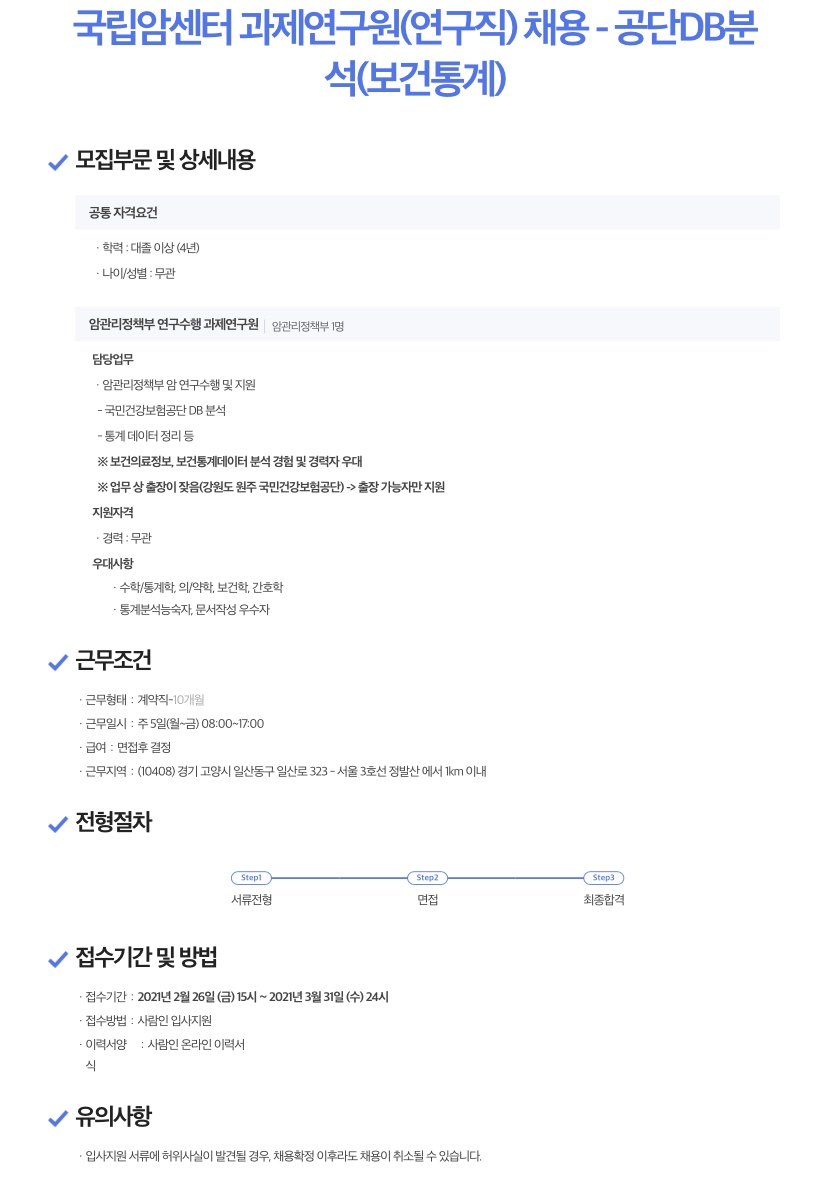 국립암센터 과제연구원(연구직) 채용 - 공단DB분
석(보건통계)
모집부문 및 상세내용
공통 자격요건
· 학력 : 대졸 이상 (4년)
· 나이/성별 : 무관
암관리정책부 연구수행 과제연구원 | 암관리정책부 1명
담당업무
· 암관리정책부 암 연구수행 및 지원
- 국민건강보험공단 DB 분석
- 통계 데이터 정리 등
※ 보건의료정보, 보건통계데이터 분석 경험 및 경력자 우대
※ 업무 상 출장이 잦음(강원도 원주 국민건강보험공단) -> 출장 가능자만 지원
지원자격
· 경력 : 무관
우대사항
· 수학/통계학, 의/약학, 보건학, 간호학
· 통계분석능숙자, 문서작성 우수자
근무조건
· 근무형태 : 계약직-10개월
· 근무일시 : 주 5일(월~금) 08:00~17:00
· 급여 : 면접후 결정
· 근무지역 : (10408) 경기 고양시 일산동구 일산로 323 - 서울 3호선 정발산 에서 1km 이내
전형절차
Step1 Step2 Step3
서류전형 면접 최종합격
접수기간 및 방법
· 접수기간 : 2021년 2월 26일 (금) 15시 ~ 2021년 3월 31일 (수) 24시
· 접수방법 : 사람인 입사지원
· 이력서양 : 사람인 온라인 이력서
식
유의사항
· 입사지원 서류에 허위사실이 발견될 경우, 채용확정 이후라도 채용이 취소될 수 있습니다.